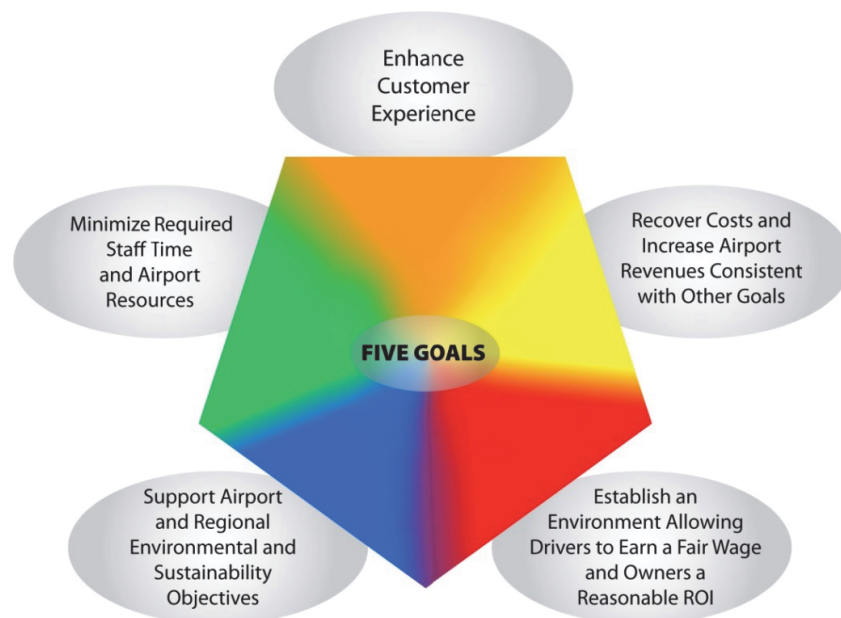 Enhance
Customer
Experience
Minimize Required
Staff Time
and Airport
Resources
Recover Costs and
Increase Airport
Revenues Consistent
with Other Goals
FIVE GOALS
Support Airport
and Regional
Environmental and
Sustainability
Objectives
Establish an
Environment Allowing
Drivers to Earn a Fair Wage
and Owners a
Reasonable ROI